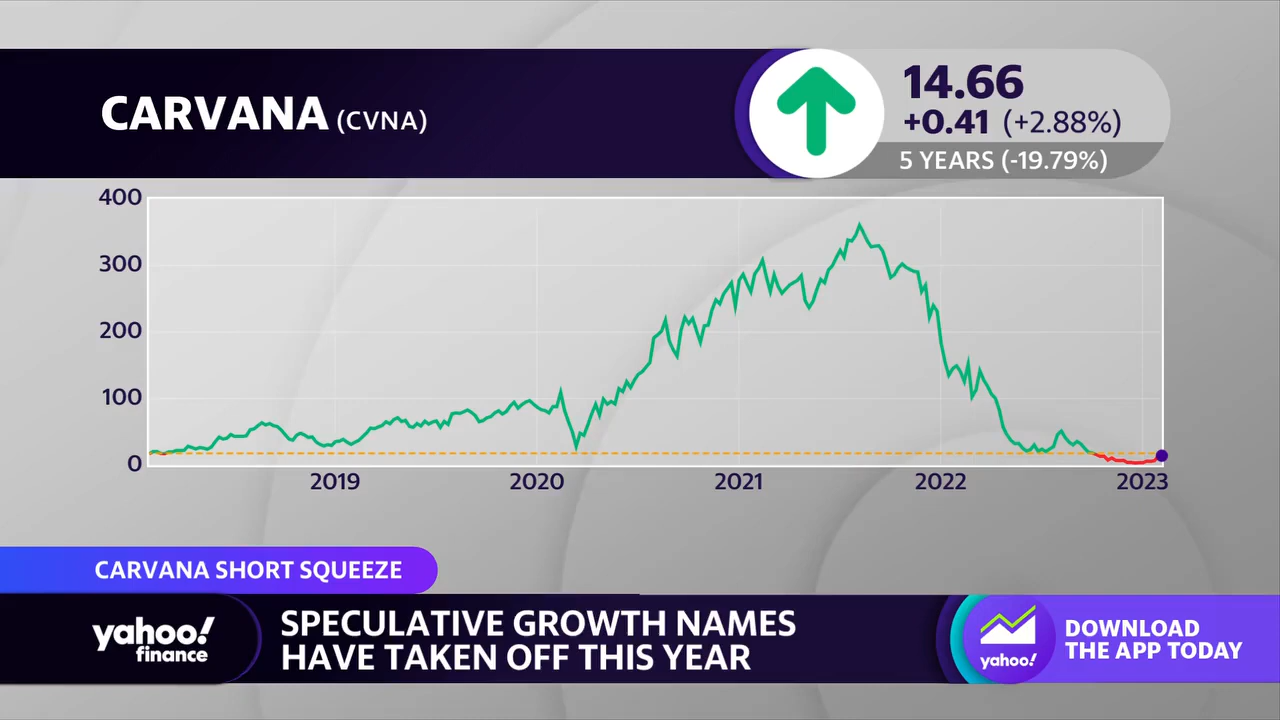 CARVANA (CVNA)
14.66
+0.41 (+2.88%)
5 YEARS (-19.79%)
400
300
200
100
0
2019 2020 2021 2022 2023
CARVANA SHORT SQUEEZE
yahoo!
finance
SPECULATIVE GROWTH NAMES
HAVE TAKEN OFF THIS YEAR
yahoo!
DOWNLOAD
THE APP TODAY